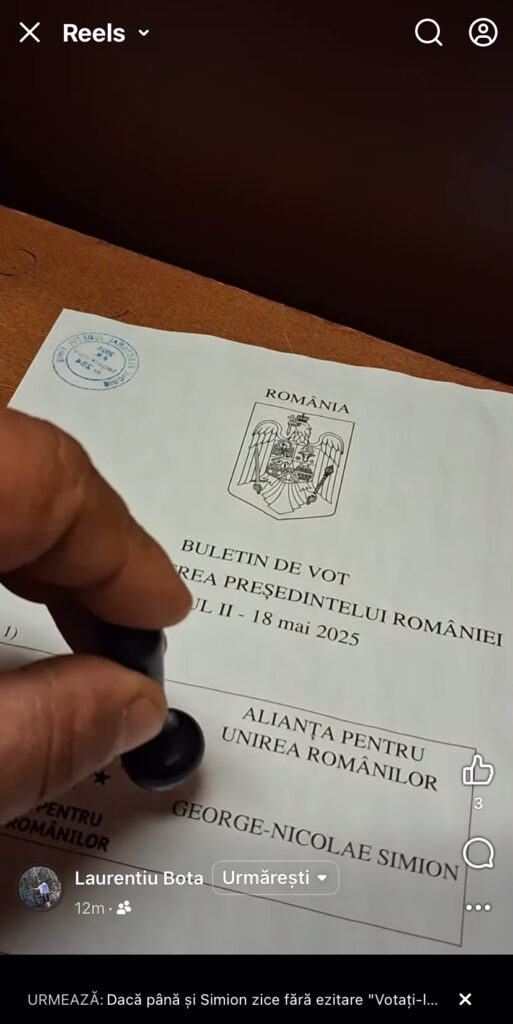 Reels
ROMÂNIA
BULETIN DE VOT
EREA PREȘEDINTELUI ROMÂNIEI
UL II - 18 mai 2025
1)
ALIANȚA PENTRU
UNIREA ROMÂNILOR
PENTRU
ROMÂNILOR
GEORGE-NICOLAE SIMION
3
Laurentiu Bota
Urmărești
12m
URMEAZĂ: Dacă până și Simion zice fără ezitare "Votați-l...